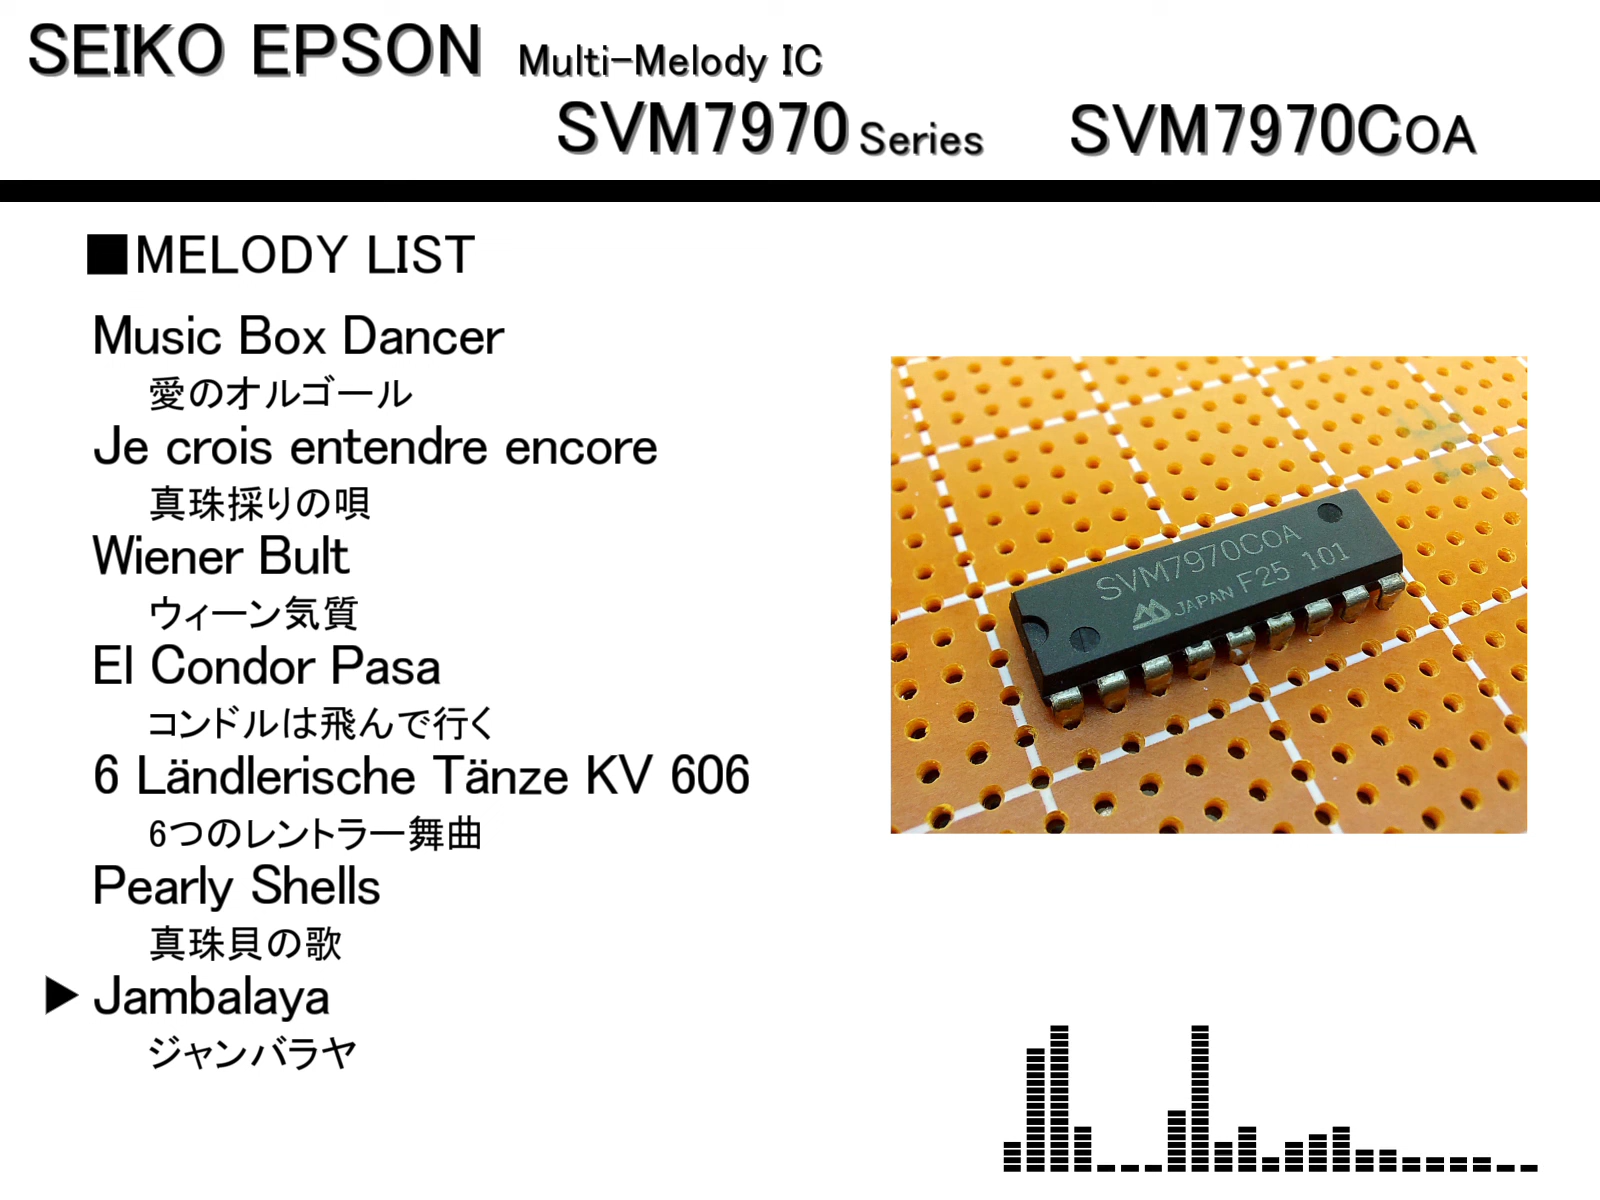 SEIKO EPSON Multi-Melody IC
SVM7970 Series SVM7970COA
■MELODY LIST
Music Box Dancer
愛のオルゴール
Je crois entendre encore
真珠採りの唄
Wiener Bult
ウィーン気質
El Condor Pasa
コンドルは飛んで行く
6 Ländlerische Tänze KV 606
6つのレントラー舞曲
Pearly Shells
真珠貝の歌
▶ Jambalaya
ジャンバラヤ
SVM7970COA
JAPAN F25 101